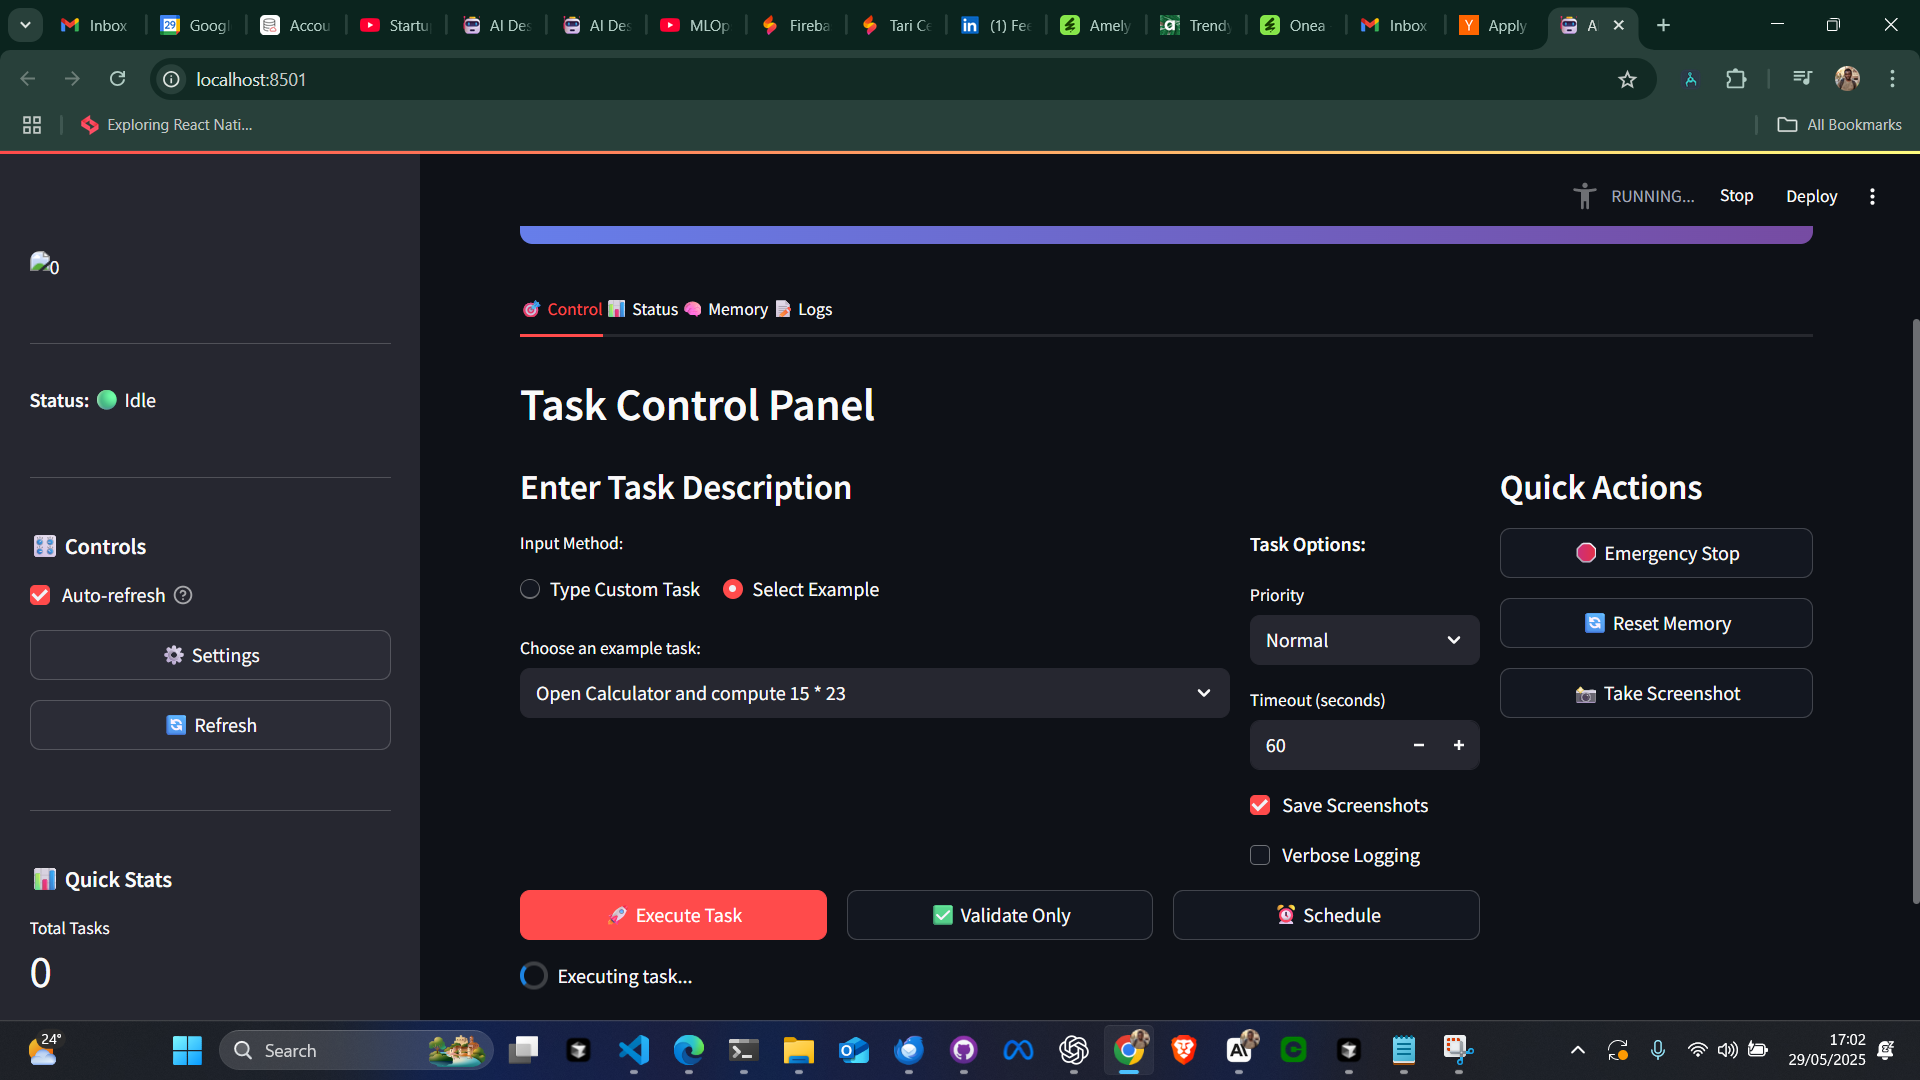 Inbox
Googl
Accou
Startu
AI Des
AI Des
MLOp
Fireba
Tari Ce
(1) Fee
Amely
Trendy
Onea
Inbox
Apply
A
localhost:8501
Exploring React Nati...
All Bookmarks
RUNNING...
Stop
Deploy
0
Control
Status
Memory
Logs
Status:
Idle
Task Control Panel
Enter Task Description
Quick Actions
Input Method:
Task Options:
Emergency Stop
Controls
Auto-refresh
Type Custom Task
Select Example
Priority
Normal
Reset Memory
Settings
Choose an example task:
Open Calculator and compute 15 * 23
Timeout (seconds)
Take Screenshot
Refresh
60
Save Screenshots
Verbose Logging
Quick Stats
Execute Task
Validate Only
Schedule
Total Tasks
0
Executing task...
24°
Search
17:02
29/05/2025